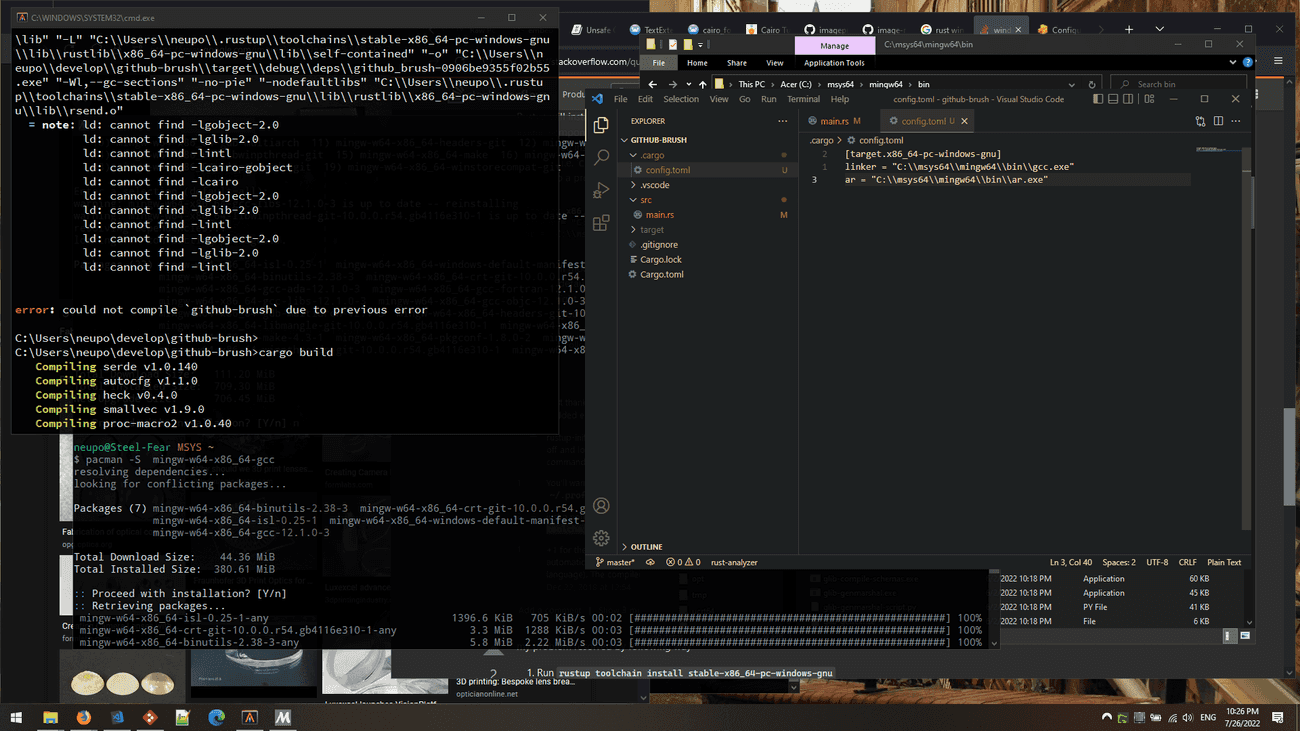 C:\WINDOWS\SYSTEM32\cmd.exe
\lib" "-L" "C:\\Users\\neupo\\.rustup\\toolchains\\stable-x86_64-pc-windows-gnu
\\lib\\rustlib\\x86_64-pc-windows-gnu\\lib\\self-contained" "-o" "C:\\Users\\n
eupo\\develop\\github-brush\\target\\debug\\deps\\github_brush-0906be9355f02b55
.exe" "-Wl,--gc-sections" "-no-pie" "-nodefaultlibs" "C:\\Users\\neupo\\.rustu
p\\toolchains\\stable-x86_64-pc-windows-gnu\\lib\\rustlib\\x86_64-pc-windows-gn
u\\lib\\rsend.o"
= note: ld: cannot find -lgobject-2.0
ld: cannot find -lglib-2.0
ld: cannot find -lintl
ld: cannot find -lcairo-gobject
ld: cannot find -lcairo
ld: cannot find -lgobject-2.0
ld: cannot find -lglib-2.0
ld: cannot find -lintl
ld: cannot find -lgobject-2.0
ld: cannot find -lglib-2.0
ld: cannot find -lintl
error: could not compile `github-brush` due to previous error
C:\Users\neupo\develop\github-brush>
C:\Users\neupo\develop\github-brush>cargo build
Compiling serde v1.0.140
Compiling autocfg v1.1.0
Compiling heck v0.4.0
Compiling smallvec v1.9.0
Compiling proc-macro2 v1.0.40
neupo@Steel-Fear MSYS ~
$ pacman -S mingw-w64-x86_64-gcc
resolving dependencies...
looking for conflicting packages...
Packages (7) mingw-w64-x86_64-binutils-2.38-3 mingw-w64-x86_64-crt-git-10.0.0.r54.g
mingw-w64-x86_64-isl-0.25-1 mingw-w64-x86_64-windows-default-manifest-
mingw-w64-x86_64-gcc-12.1.0-3
Total Download Size: 44.36 MiB
Total Installed Size: 380.61 MiB
:: Proceed with installation? [Y/n]
:: Retrieving packages...
mingw-w64-x86_64-isl-0.25-1-any 1396.6 KiB 705 KiB/s 00:02 [########################################] 100%
mingw-w64-x86_64-crt-git-10.0.0.r54.gb4116e310-1-any 3.3 MiB 1288 KiB/s 00:03 [########################################] 100%
mingw-w64-x86_64-binutils-2.38-3-any 5.8 MiB 2.22 MiB/s 00:03 [########################################] 100%
1. Run rustup toolchain install stable-x86_64-pc-windows-gnu
3D printing: Bespoke lens brea...
opticianonline.net
Unsafe
TextExt
cairo_fo
Cairo Tu
image
image-
rust win
wind
Configu
Manage
C:\msys64\mingw64\bin
File Home Share View Application Tools
This PC > Acer (C:) > msys64 > mingw64 > bin
Search bin
File Edit Selection View Go Run Terminal Help
config.toml - github-brush - Visual Studio Code
EXPLORER
GITHUB-BRUSH
.cargo
config.toml U
.vscode
src
main.rs M
target
.gitignore
Cargo.lock
Cargo.toml
OUTLINE
main.rs M
config.toml U
.cargo > config.toml
2 [target.x86_64-pc-windows-gnu]
1 linker = "C:\\msys64\\mingw64\\bin\\gcc.exe"
3 ar = "C:\\msys64\\mingw64\\bin\\ar.exe"
master* 0 0 rust-analyzer
Ln 3, Col 40 Spaces: 2 UTF-8 CRLF Plain Text
2022 10:18 PM Application 60 KB
2022 10:18 PM Application 45 KB
2022 10:18 PM PY File 41 KB
2022 10:18 PM File 6 KB
ENG
10:26 PM
7/26/2022